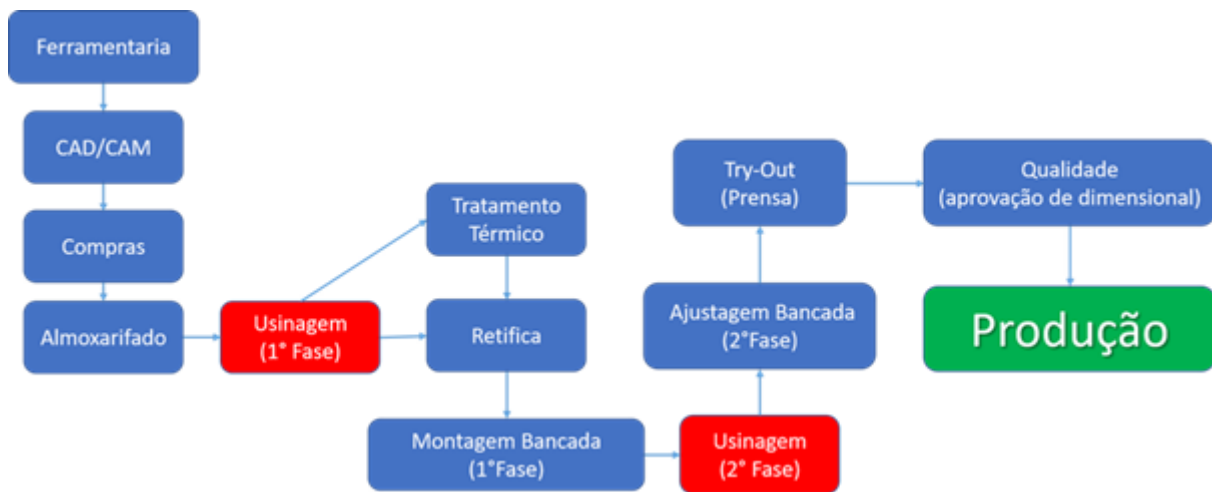 Ferramentaria
CAD/CAM
Compras
Almoxarifado
Usinagem
(1° Fase)
Tratamento
Térmico
Retifica
Montagem Bancada
(1°Fase)
Usinagem
(2° Fase)
Ajustagem Bancada
(2°Fase)
Try-Out
(Prensa)
Qualidade
(aprovação de dimensional)
Produção